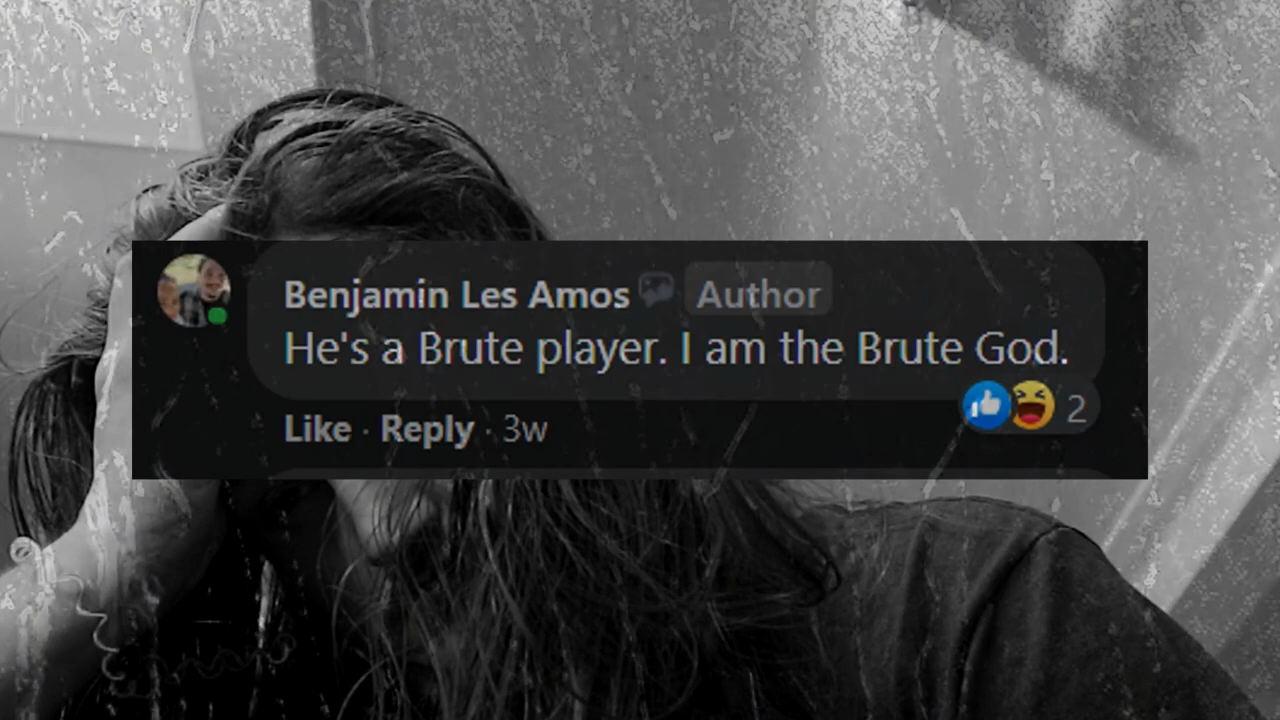 Benjamin Les Amos Author
He's a Brute player. I am the Brute God.
2
Like · Reply · 3w